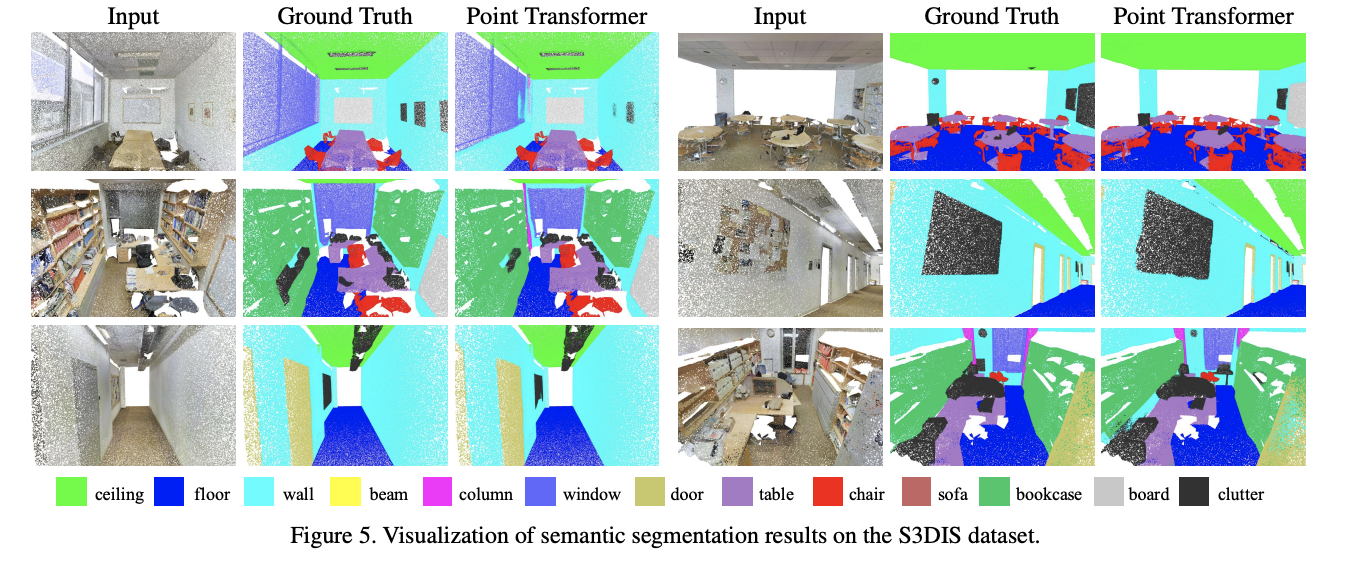 Input Ground Truth Point Transformer Input Ground Truth Point Transformer
ceiling floor wall beam column window door table chair sofa bookcase board clutter
Figure 5. Visualization of semantic segmentation results on the S3DIS dataset.